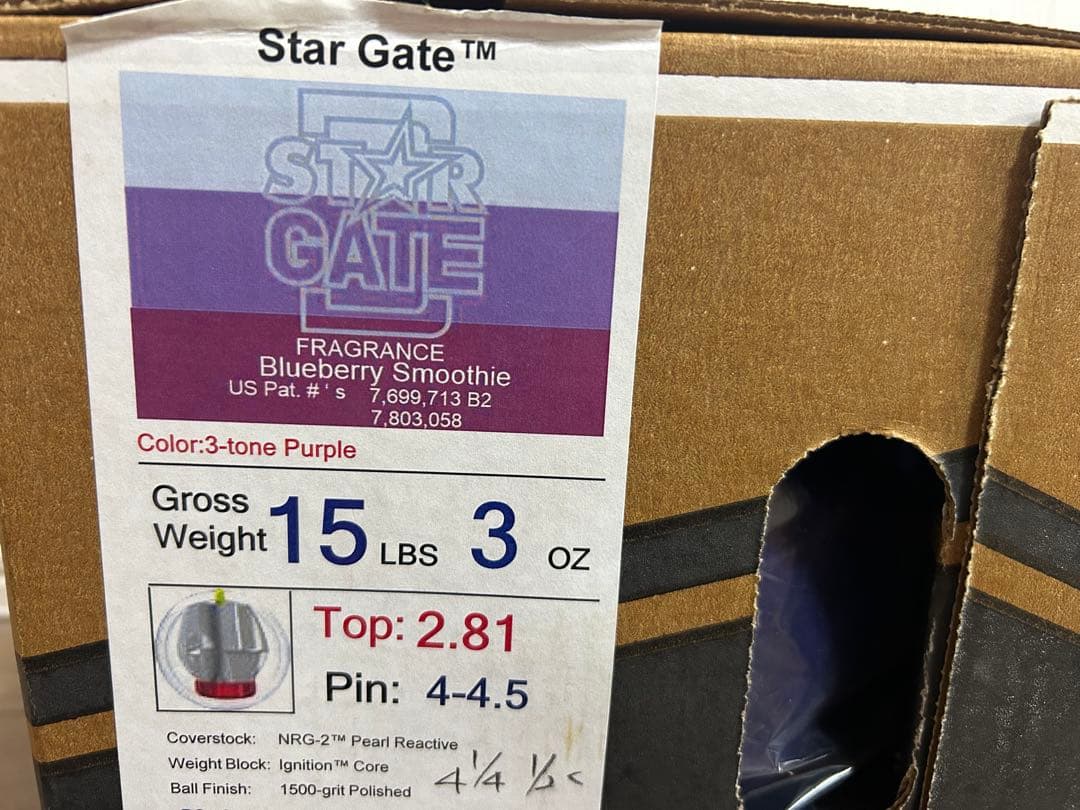 Star Gate™
STAR
GATE
FRAGRANCE
Blueberry Smoothie
US Pat. # ' s 7,699,713 B2
7,803,058
Color:3-tone Purple
Gross
Weight 15 LBS 3 OZ
Top: 2.81
Pin: 4-4.5
Coverstock: NRG-2™ Pearl Reactive
Weight Block: Ignition™ Core
Ball Finish: 1500-grit Polished
4 1/4